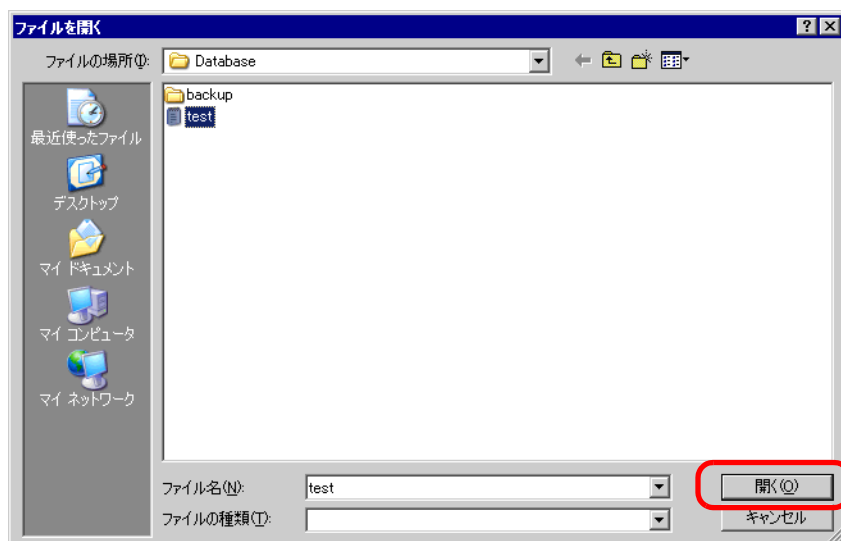 ファイルを開く
ファイルの場所(I):
Database
backup
test
最近使ったファイル
デスクトップ
マイ ドキュメント
マイ コンピュータ
マイ ネットワーク
ファイル名(N):
test
開く(O)
ファイルの種類(T):
キャンセル